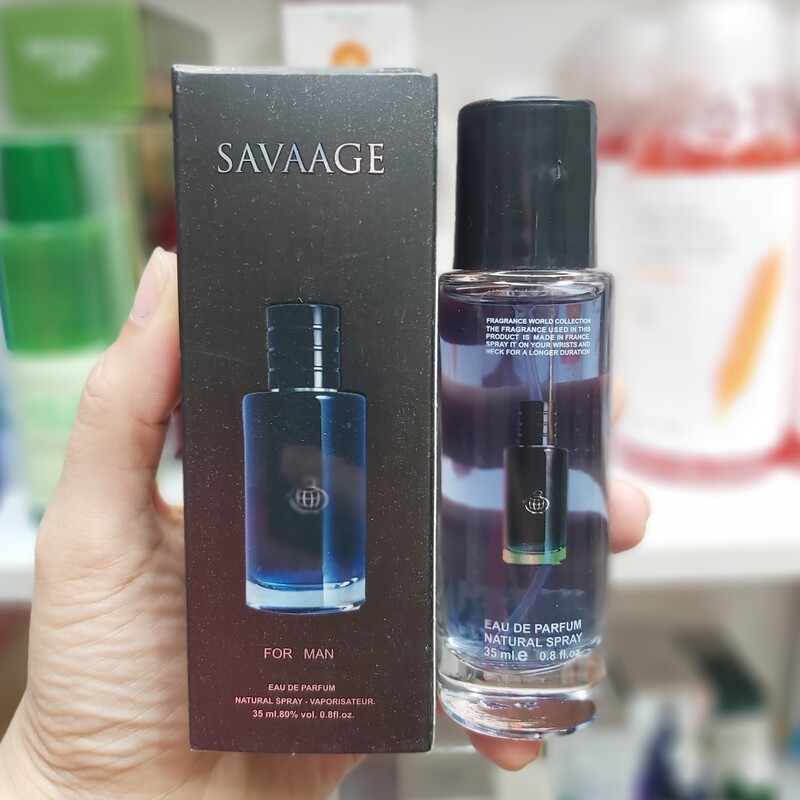 SAVAAGE
FOR MAN
EAU DE PARFUM
NATURAL SPRAY - VAPORISATEUR.
35 ml.80% vol. 0.8fl.oz.
FRAGRANCE WORLD COLLECTION
THE FRAGRANCE USED IN THIS
PRODUCT IS MADE IN FRANCE.
SPRAY IT ON YOUR WRISTS AND
NECK FOR A LONGER DURATION
EAU DE PARFUM
NATURAL SPRAY
35 ml.e 0.8 fl.oz.